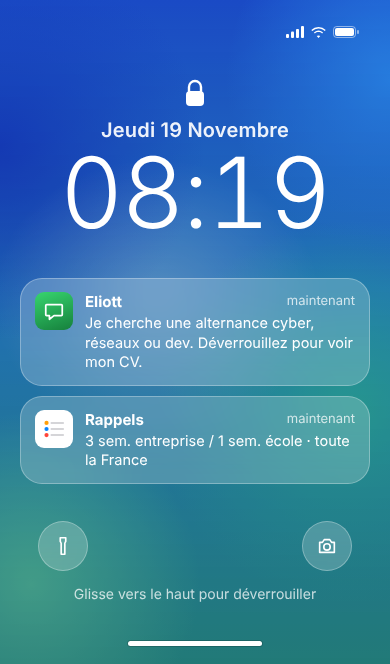 Jeudi 19 Novembre
08:19
Eliott
maintenant
Je cherche une alternance cyber,
réseaux ou dev. Déverrouillez pour voir
mon CV.
Rappels
maintenant
3 sem. entreprise / 1 sem. école · toute
la France
Glisse vers le haut pour déverrouiller